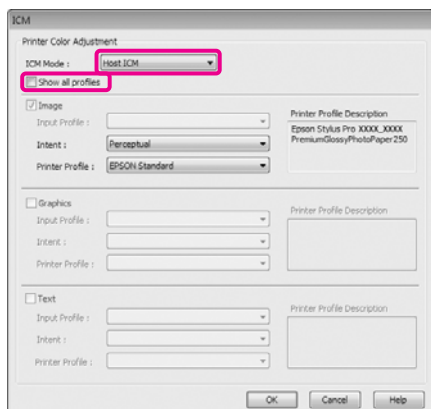 ICM
Printer Color Adjustment
ICM Mode : Host ICM
Show all profiles
Image
Input Profile :
Intent : Perceptual
Printer Profile : EPSON Standard
Printer Profile Description
Epson Stylus Pro XXXX_XXXX
PremiumGlossyPhotoPaper250
Graphics
Input Profile :
Intent :
Printer Profile :
Printer Profile Description
Text
Input Profile :
Intent :
Printer Profile :
Printer Profile Description
OK
Cancel
Help